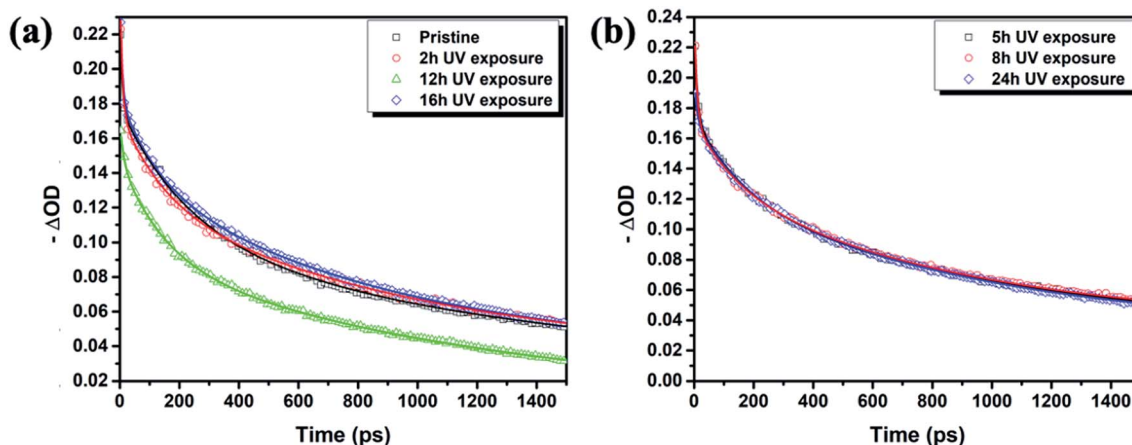 (a)
Pristine
2h UV exposure
12h UV exposure
16h UV exposure
0.22
0.20
0.18
0.16
0.14
0.12
0.10
0.08
0.06
0.04
0.02
- ΔOD
0 200 400 600 800 1000 1200 1400
Time (ps)
(b)
5h UV exposure
8h UV exposure
24h UV exposure
0.24
0.22
0.20
0.18
0.16
0.14
0.12
0.10
0.08
0.06
0.04
0.02
0.00
- ΔOD
0 200 400 600 800 1000 1200 1400
Time (ps)